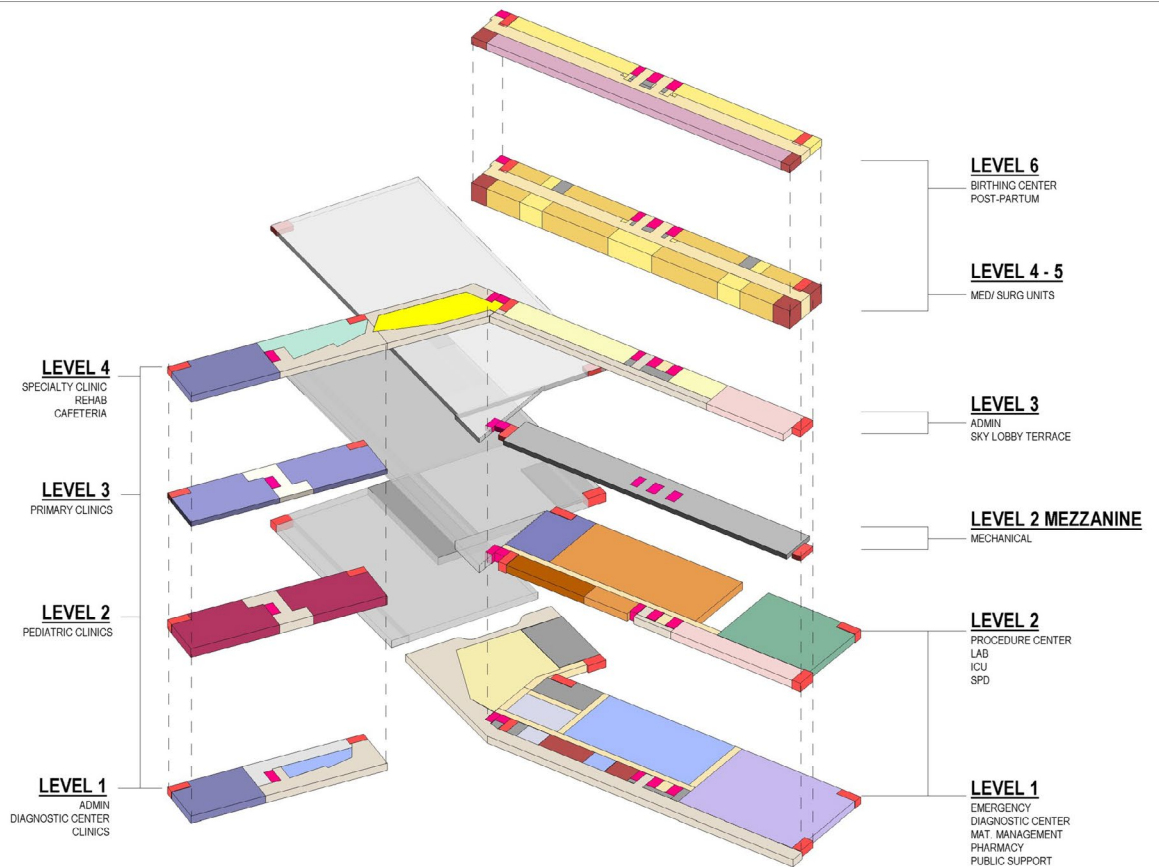 LEVEL 4
SPECIALTY CLINIC
REHAB
CAFETERIA
LEVEL 3
PRIMARY CLINICS
LEVEL 2
PEDIATRIC CLINICS
LEVEL 1
ADMIN
DIAGNOSTIC CENTER
CLINICS
LEVEL 6
BIRTHING CENTER
POST-PARTUM
LEVEL 4 - 5
MED/ SURG UNITS
LEVEL 3
ADMIN
SKY LOBBY TERRACE
LEVEL 2 MEZZANINE
MECHANICAL
LEVEL 2
PROCEDURE CENTER
LAB
ICU
SPD
LEVEL 1
EMERGENCY
DIAGNOSTIC CENTER
MAT. MANAGEMENT
PHARMACY
PUBLIC SUPPORT